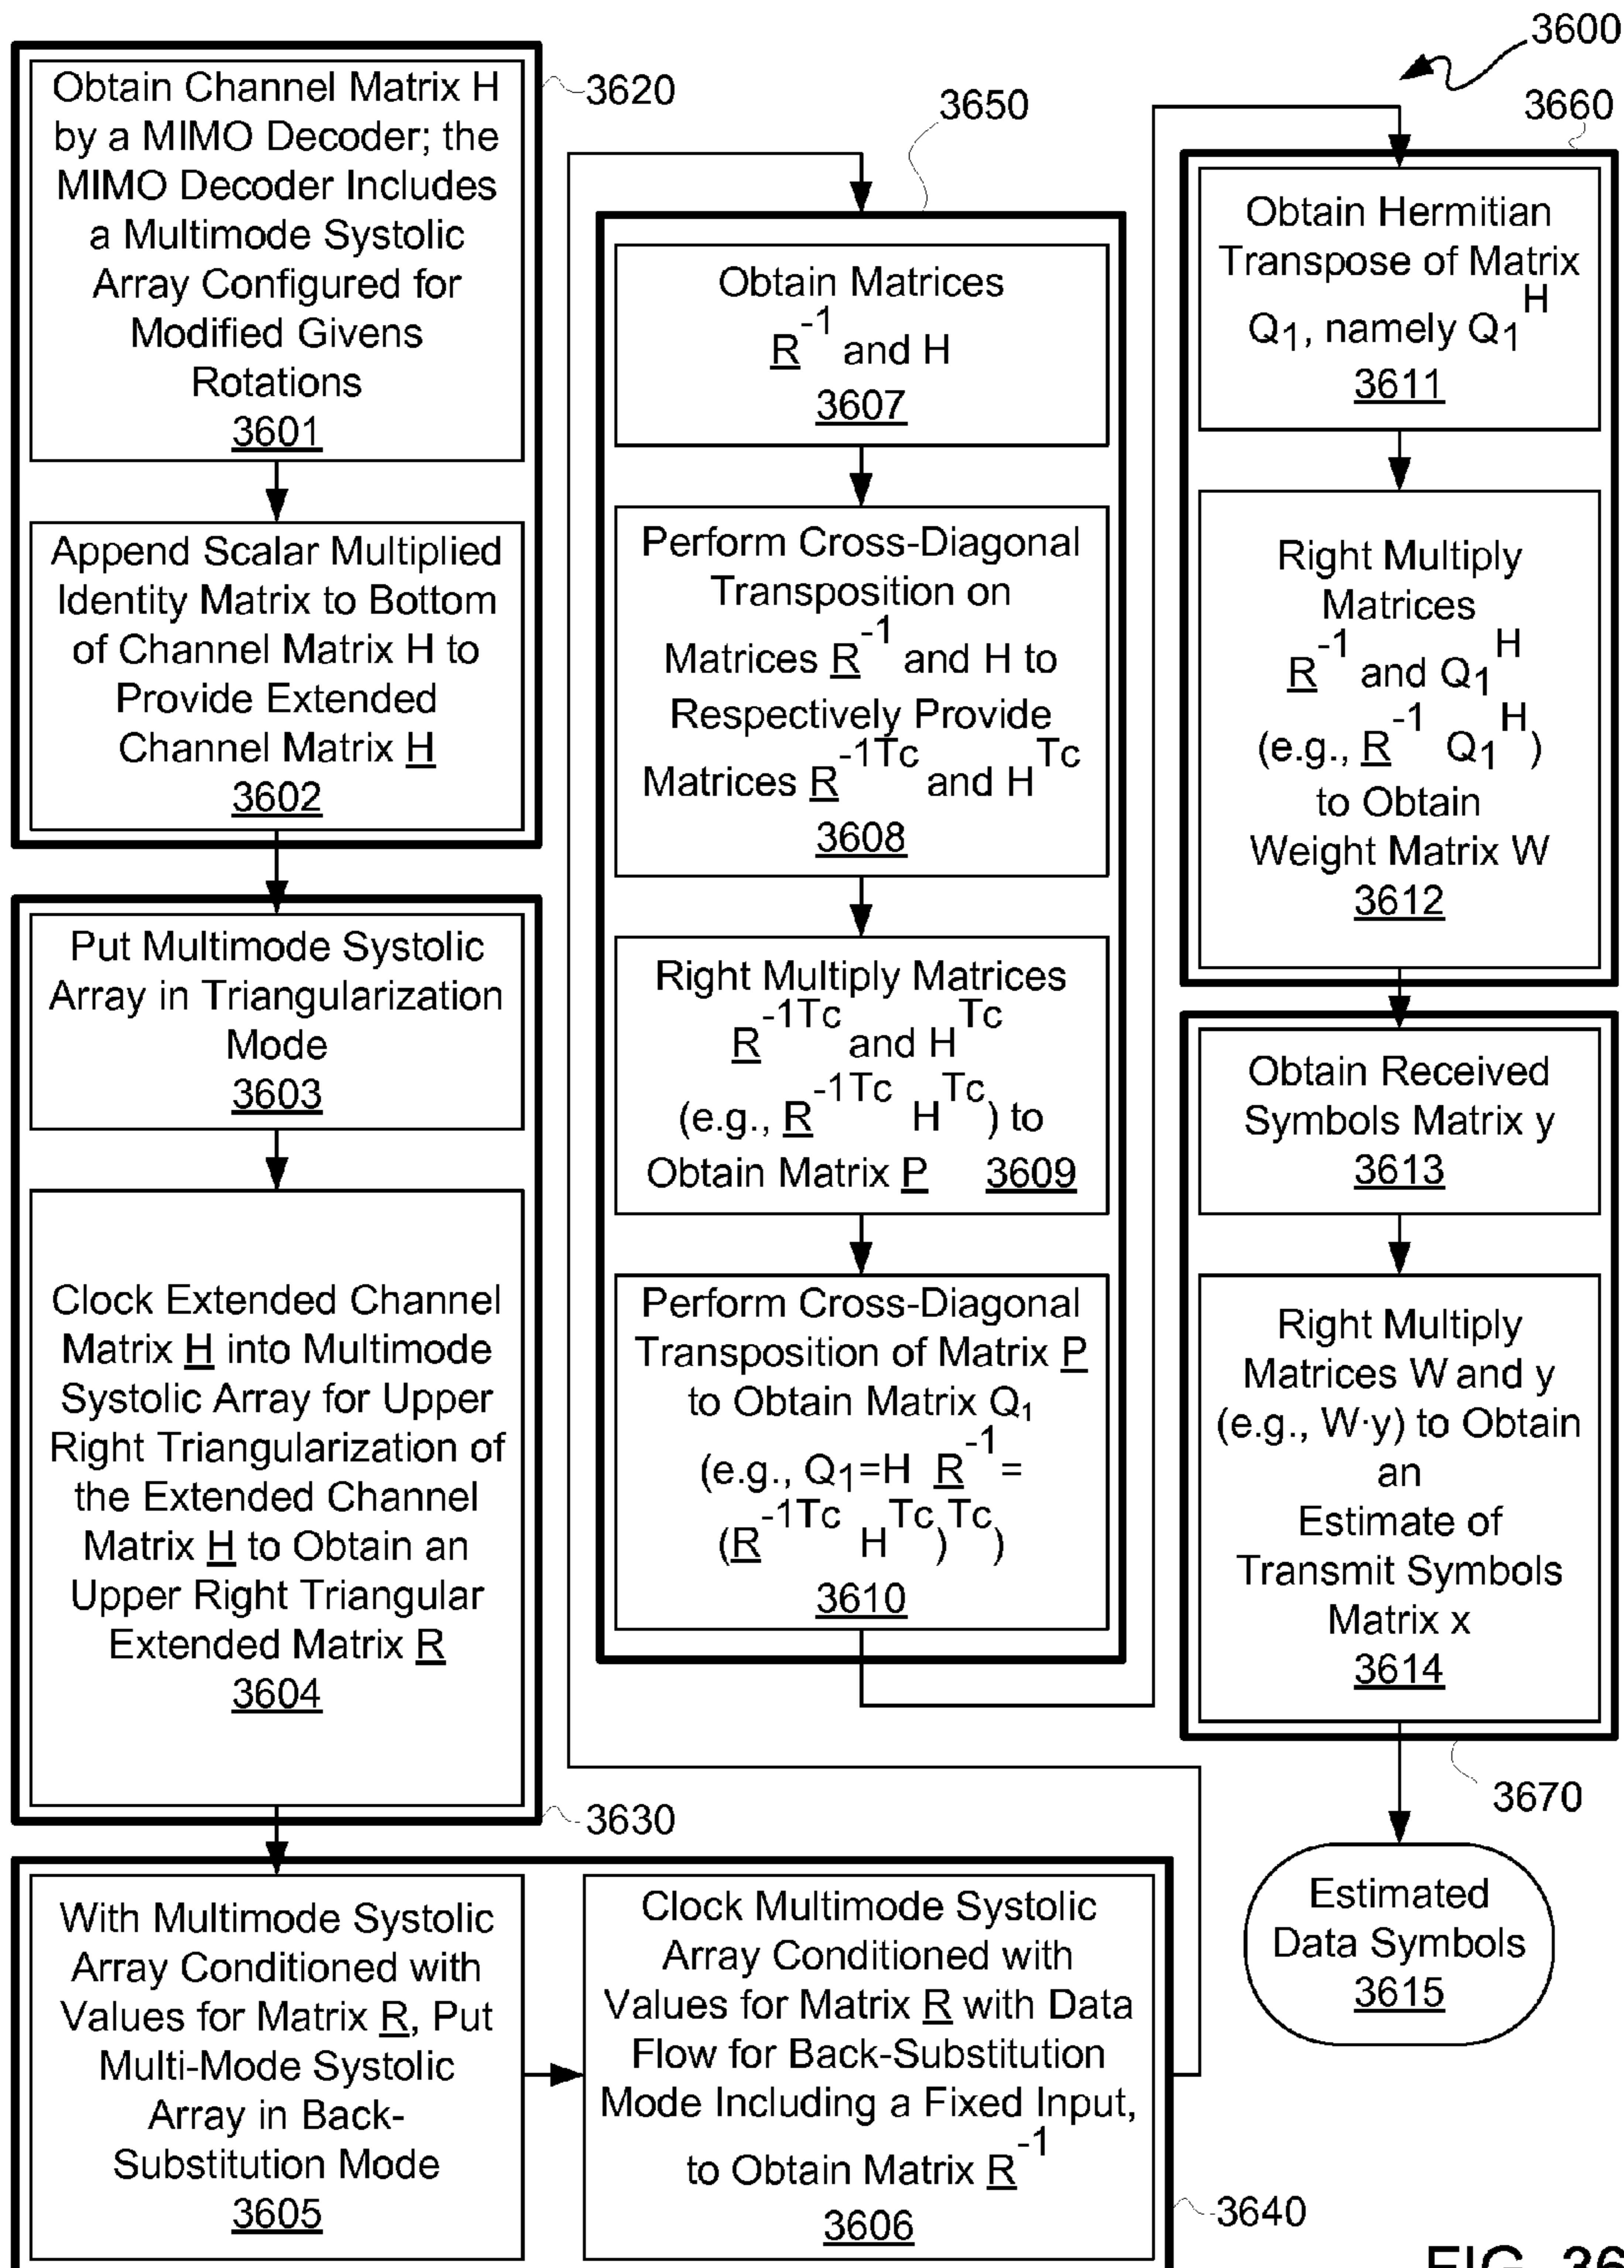 3600
Obtain Channel Matrix H
by a MIMO Decoder; the
MIMO Decoder Includes
a Multimode Systolic
Array Configured for
Modified Givens
Rotations
3601
3620
Append Scalar Multiplied
Identity Matrix to Bottom
of Channel Matrix H to
Provide Extended
Channel Matrix H
3602
Put Multimode Systolic
Array in Triangularization
Mode
3603
Clock Extended Channel
Matrix H into Multimode
Systolic Array for Upper
Right Triangularization of
the Extended Channel
Matrix H to Obtain an
Upper Right Triangular
Extended Matrix R
3604
3630
With Multimode Systolic
Array Conditioned with
Values for Matrix R, Put
Multi-Mode Systolic
Array in Back-
Substitution Mode
3605
Clock Multimode Systolic
Array Conditioned with
Values for Matrix R with Data
Flow for Back-Substitution
Mode Including a Fixed Input,
to Obtain Matrix R^-1
3606
3640
3650
Obtain Matrices
R^-1 and H
3607
Perform Cross-Diagonal
Transposition on
Matrices R^-1 and H to
Respectively Provide
Matrices R^-1Tc and H^Tc
3608
Right Multiply Matrices
R^-1Tc and H^Tc
(e.g., R^-1Tc H^Tc) to
Obtain Matrix P 3609
Perform Cross-Diagonal
Transposition of Matrix P
to Obtain Matrix Q1
(e.g., Q1=H R^-1=
(R^-1Tc H^Tc)^Tc)
3610
3660
Obtain Hermitian
Transpose of Matrix
Q1, namely Q1^H
3611
Right Multiply
Matrices
R^-1 and Q1^H
(e.g., R^-1 Q1^H)
to Obtain
Weight Matrix W
3612
Obtain Received
Symbols Matrix y
3613
Right Multiply
Matrices W and y
(e.g., W·y) to Obtain
an
Estimate of
Transmit Symbols
Matrix x
3614
3670
Estimated
Data Symbols
3615
FIG. 36